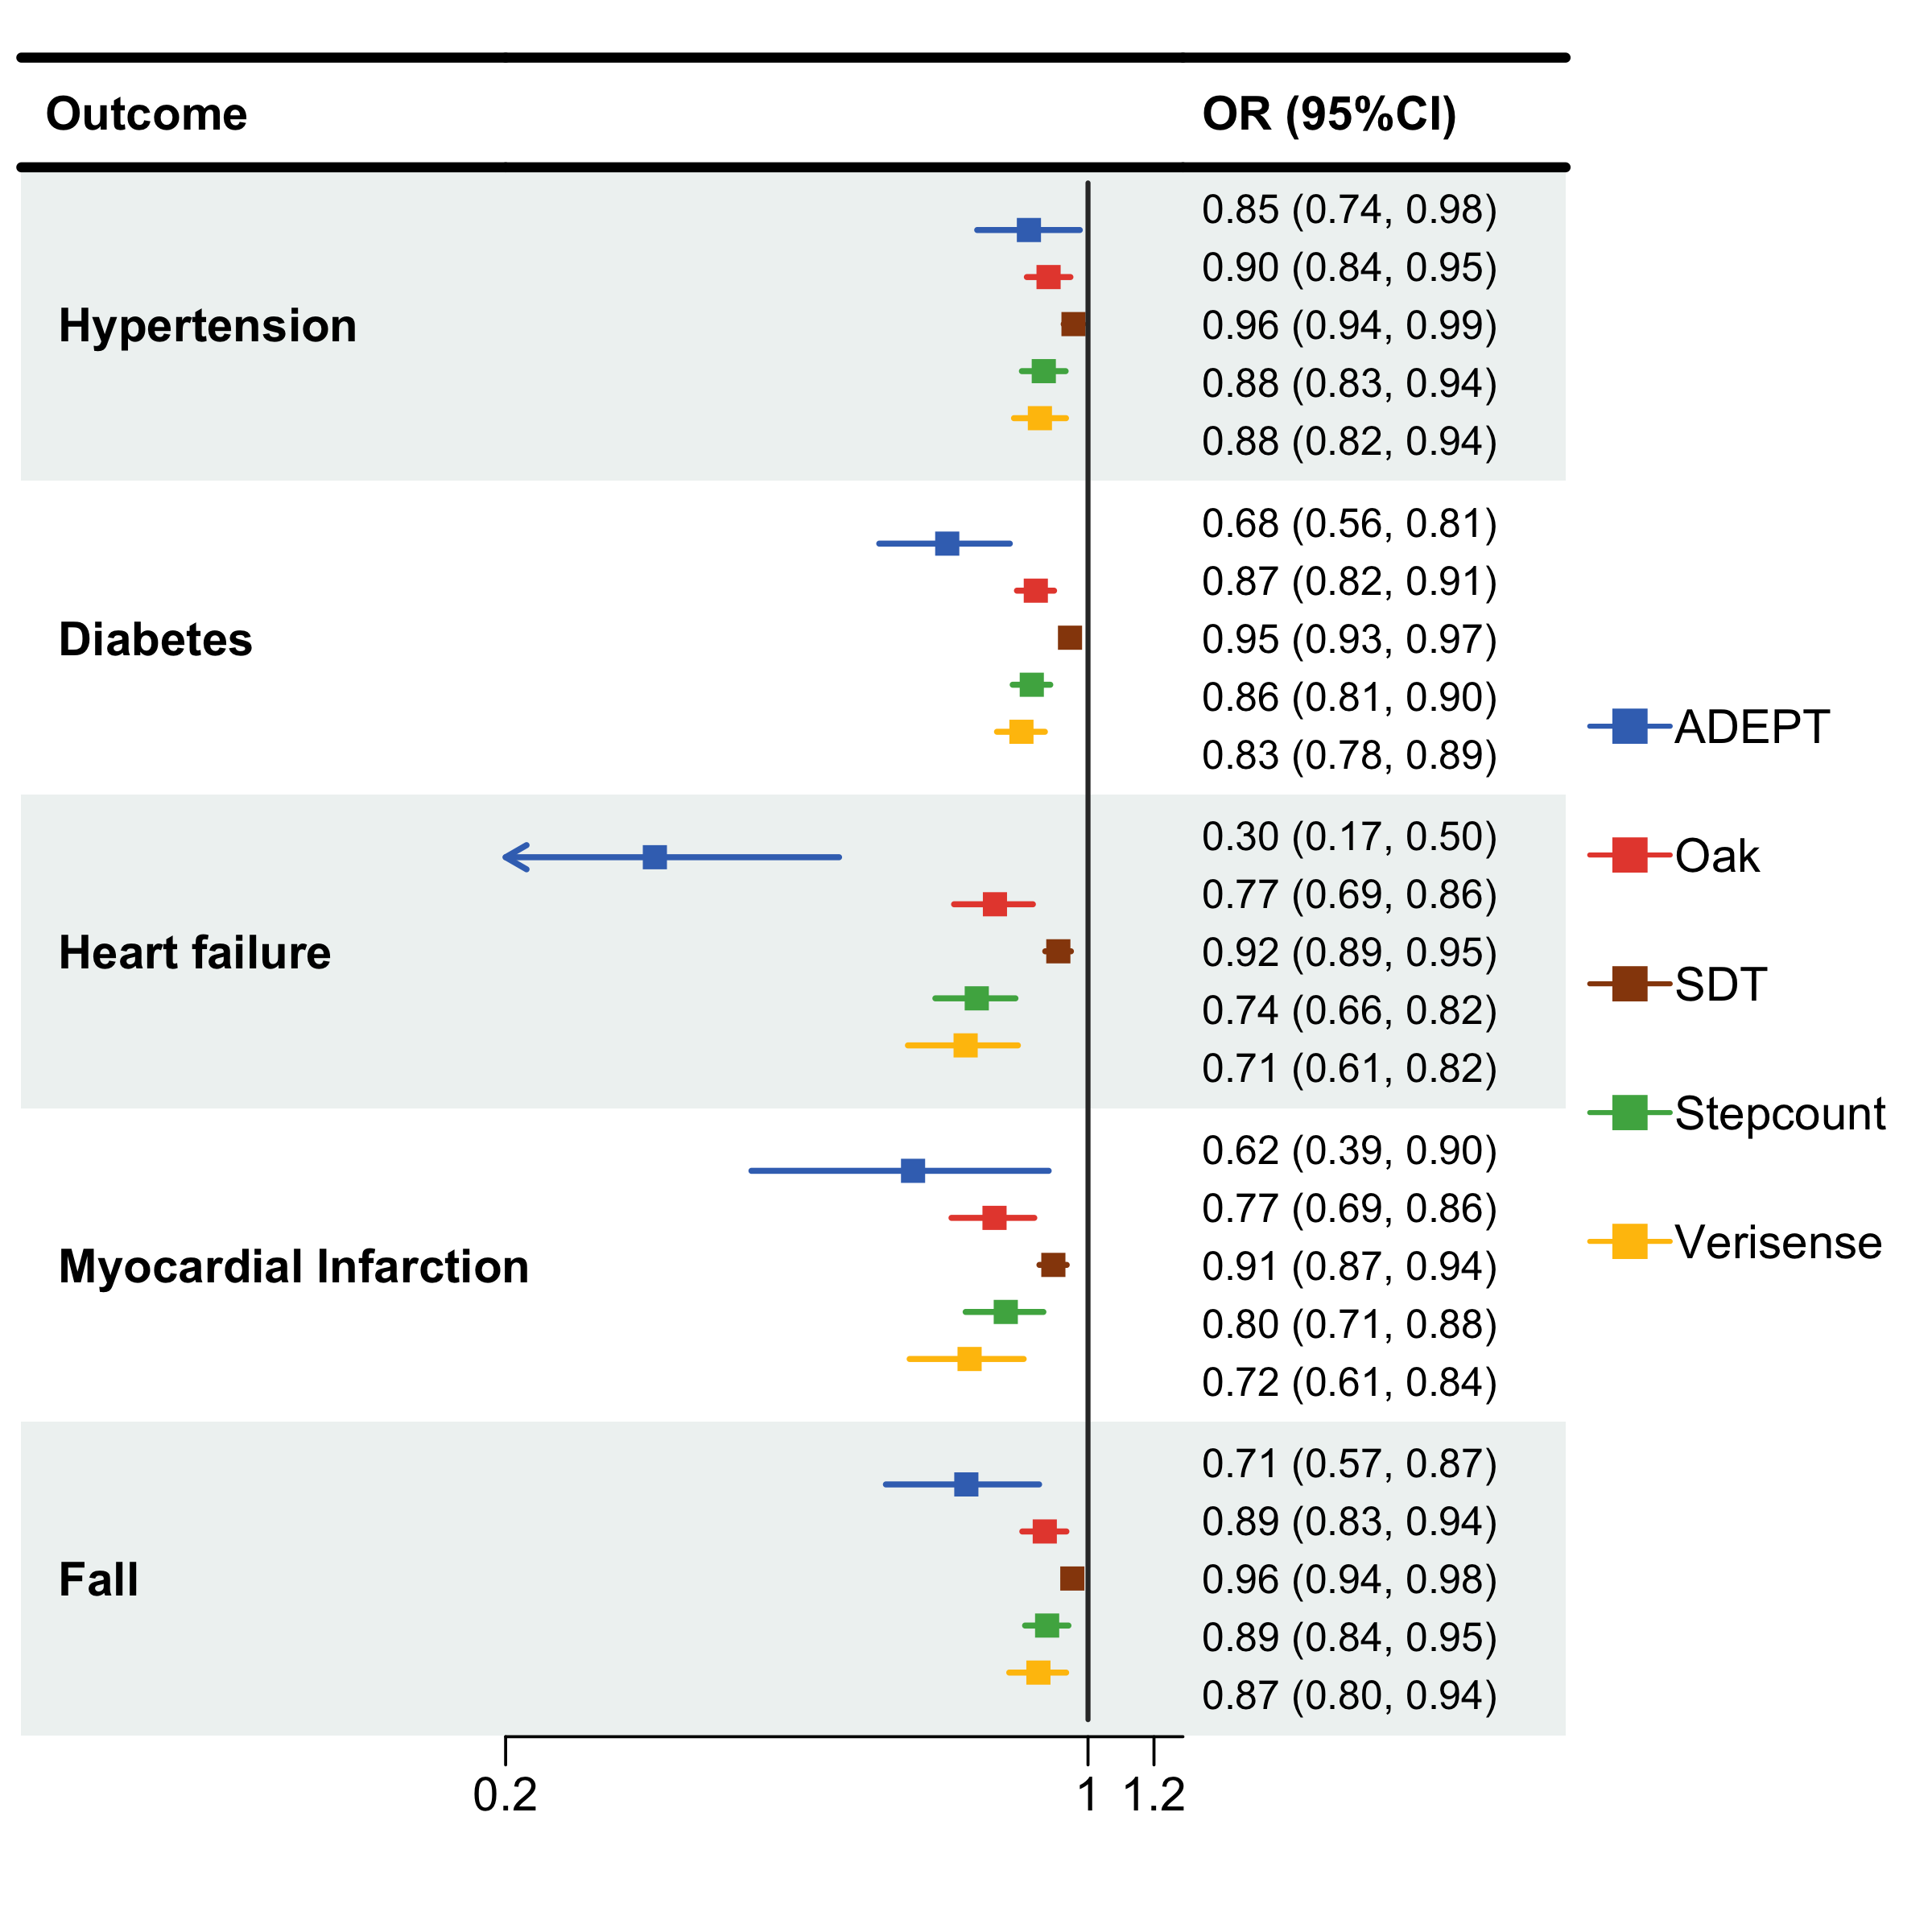 Outcome OR (95%CI)
Hypertension
0.85 (0.74, 0.98)
0.90 (0.84, 0.95)
0.96 (0.94, 0.99)
0.88 (0.83, 0.94)
0.88 (0.82, 0.94)
Diabetes
0.68 (0.56, 0.81)
0.87 (0.82, 0.91)
0.95 (0.93, 0.97)
0.86 (0.81, 0.90)
0.83 (0.78, 0.89)
Heart failure
0.30 (0.17, 0.50)
0.77 (0.69, 0.86)
0.92 (0.89, 0.95)
0.74 (0.66, 0.82)
0.71 (0.61, 0.82)
Myocardial Infarction
0.62 (0.39, 0.90)
0.77 (0.69, 0.86)
0.91 (0.87, 0.94)
0.80 (0.71, 0.88)
0.72 (0.61, 0.84)
Fall
0.71 (0.57, 0.87)
0.89 (0.83, 0.94)
0.96 (0.94, 0.98)
0.89 (0.84, 0.95)
0.87 (0.80, 0.94)
0.2 1 1.2
ADEPT
Oak
SDT
Stepcount
Verisense